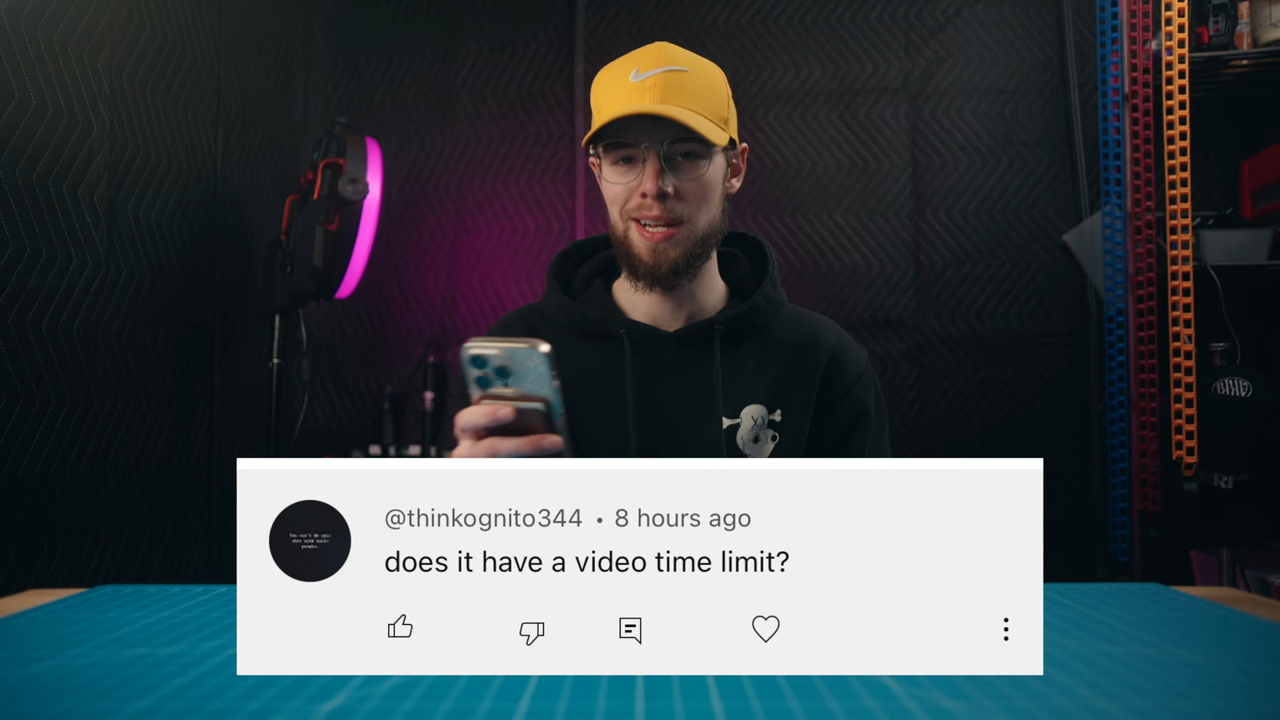 @thinkognito344 • 8 hours ago
does it have a video time limit?